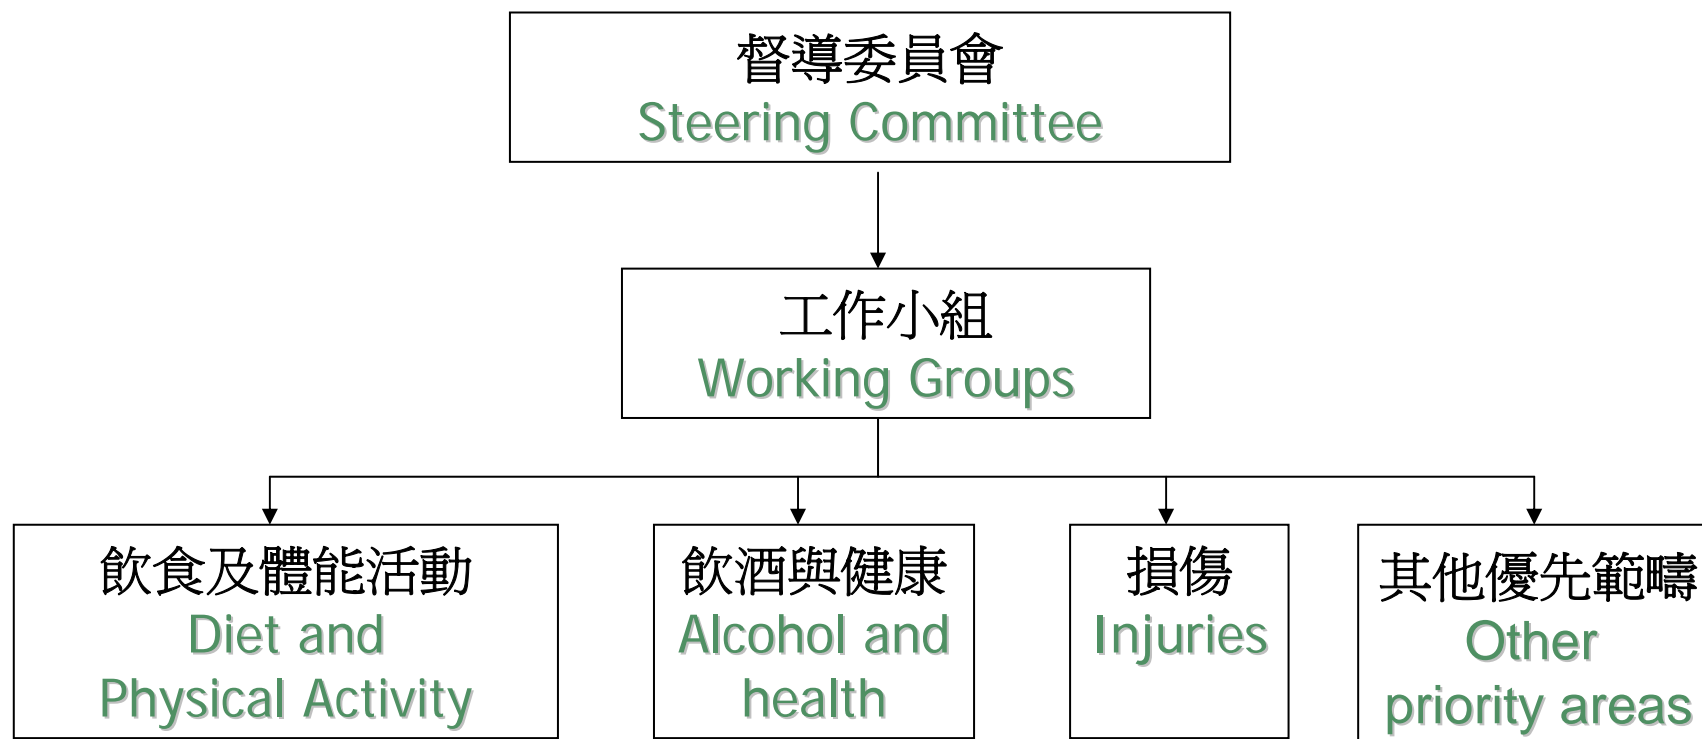 督導委員會
Steering Committee
工作小組
Working Groups
飲食及體能活動
Diet and
Physical Activity
飲酒與健康
Alcohol and
health
損傷
Injuries
其他優先範疇
Other
priority areas